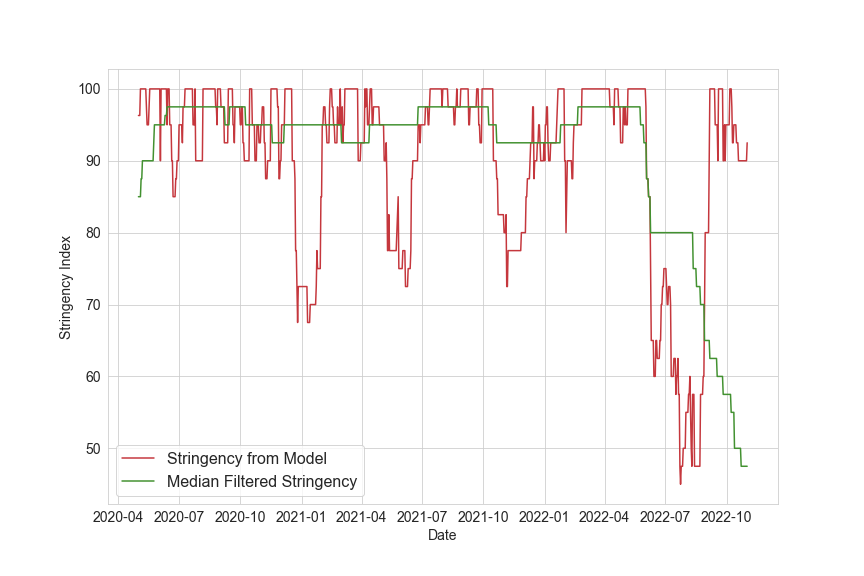 100
90
80
70
60
50
Stringency Index
Stringency from Model
Median Filtered Stringency
2020-04 2020-07 2020-10 2021-01 2021-04 2021-07 2021-10 2022-01 2022-04 2022-07 2022-10
Date